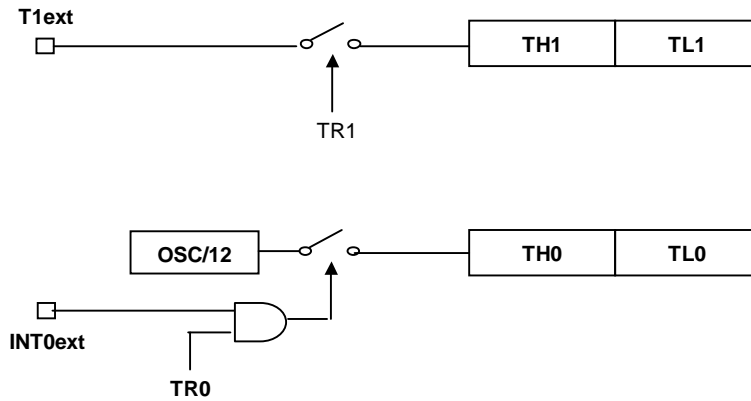 T1ext
TH1 TL1
TR1
OSC/12
TH0 TL0
INT0ext
TR0